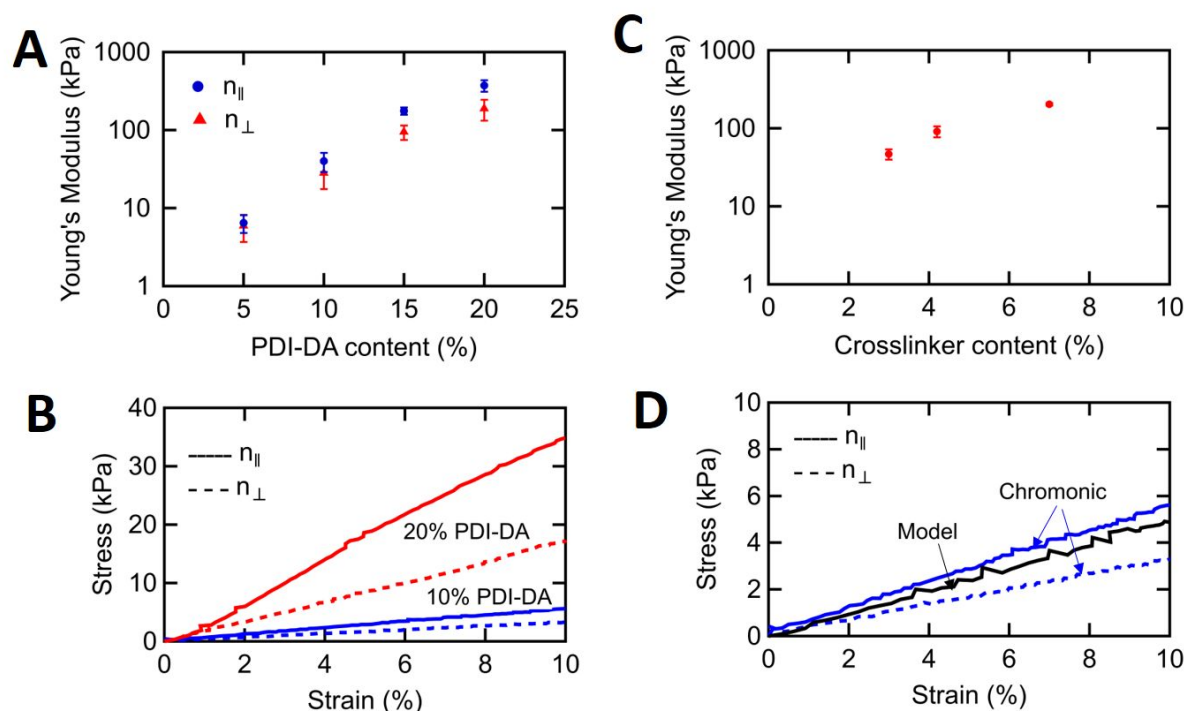 A
Young's Modulus (kPa)
1000
100
10
1
n∥
n⊥
0 5 10 15 20 25
PDI-DA content (%)
C
Young's Modulus (kPa)
1000
100
10
1
0 2 4 6 8 10
Crosslinker content (%)
B
Stress (kPa)
40
30
20
10
0
n∥
n⊥
20% PDI-DA
10% PDI-DA
0 2 4 6 8 10
Strain (%)
D
Stress (kPa)
10
8
6
4
2
0
n∥
n⊥
Chromonic
Model
0 2 4 6 8 10
Strain (%)